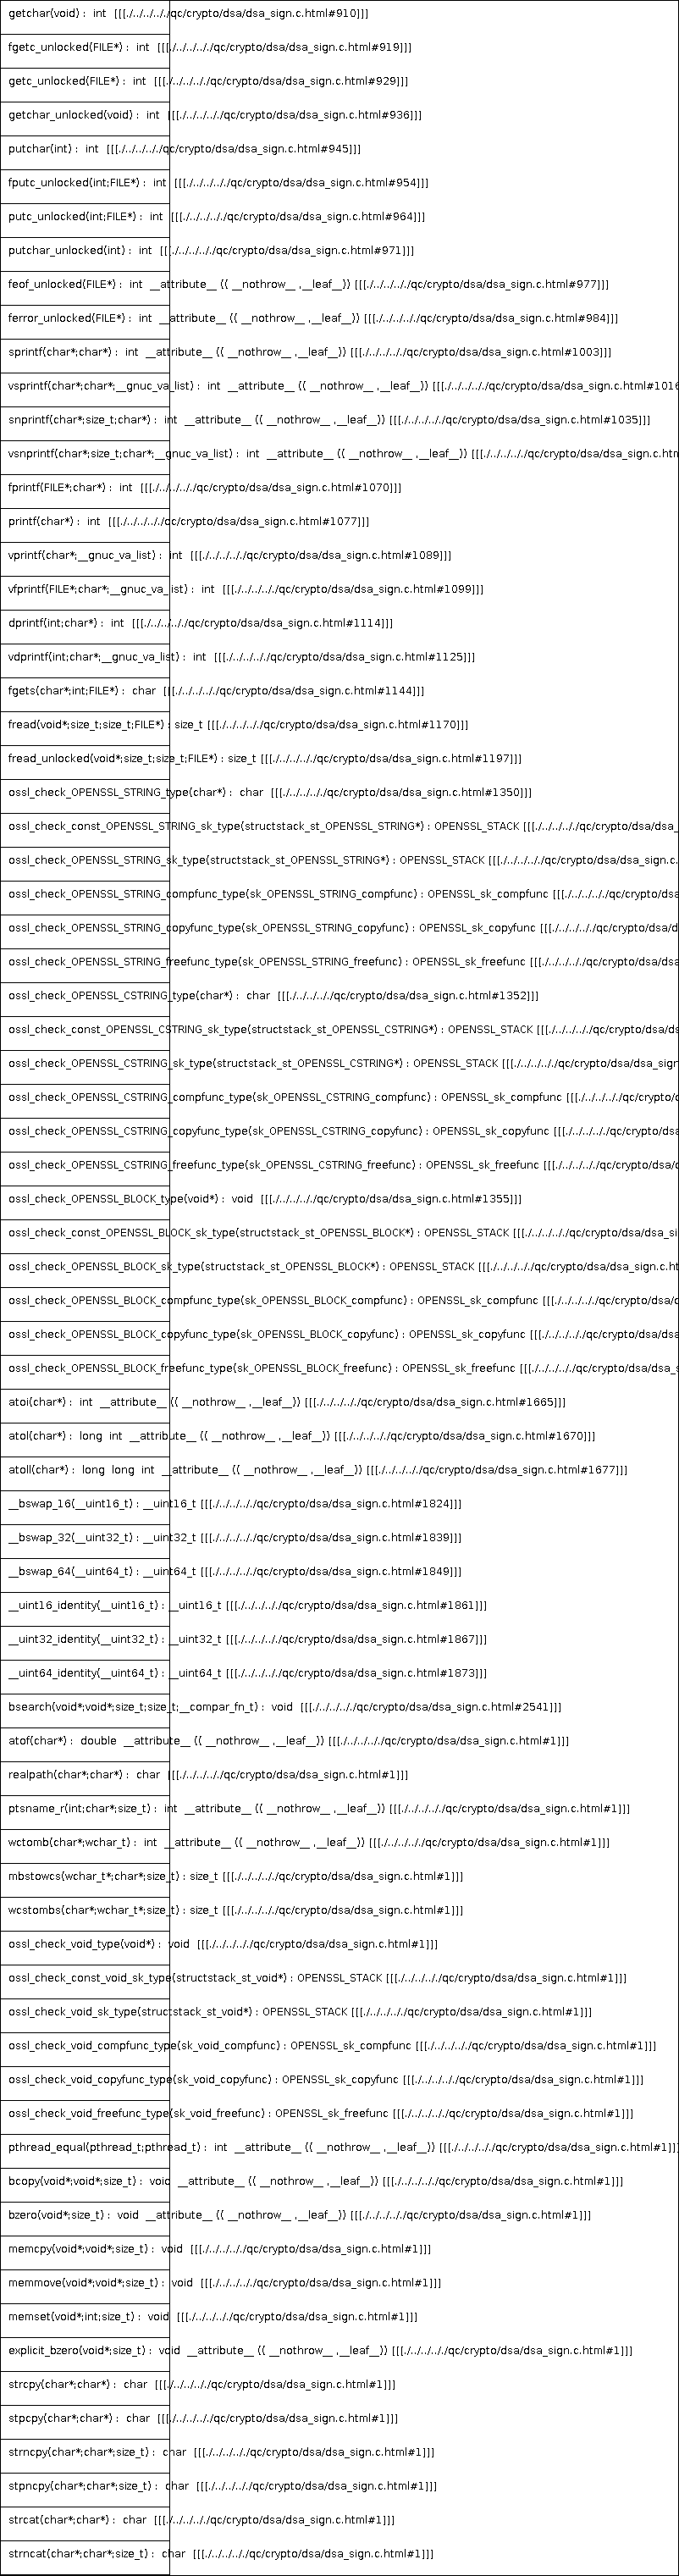 getchar(void) :  int  [[[./../../../qc/crypto/dsa/dsa_sign.c.html#910]]]
fgetc_unlocked(FILE*) :  int  [[[./../../../qc/crypto/dsa/dsa_sign.c.html#919]]]
getc_unlocked(FILE*) :  int  [[[./../../../qc/crypto/dsa/dsa_sign.c.html#929]]]
getchar_unlocked(void) :  int  [[[./../../../qc/crypto/dsa/dsa_sign.c.html#936]]]
putchar(int) :  int  [[[./../../../qc/crypto/dsa/dsa_sign.c.html#945]]]
fputc_unlocked(int;FILE*) :  int  [[[./../../../qc/crypto/dsa/dsa_sign.c.html#954]]]
putc_unlocked(int;FILE*) :  int  [[[./../../../qc/crypto/dsa/dsa_sign.c.html#964]]]
putchar_unlocked(int) :  int  [[[./../../../qc/crypto/dsa/dsa_sign.c.html#971]]]
feof_unlocked(FILE*) :  int  __attribute__ (( __nothrow__ ,__leaf__)) [[[./../../../qc/crypto/dsa/dsa_sign.c.html#977]]]
ferror_unlocked(FILE*) :  int  __attribute__ (( __nothrow__ ,__leaf__)) [[[./../../../qc/crypto/dsa/dsa_sign.c.html#984]]]
sprintf(char*;char*) :  int  __attribute__ (( __nothrow__ ,__leaf__)) [[[./../../../qc/crypto/dsa/dsa_sign.c.html#1003]]]
vsprintf(char*;char*;__gnuc_va_list) :  int  __attribute__ (( __nothrow__ ,__leaf__)) [[[./../../../qc/crypto/dsa/dsa_sign.c.html#1016
snprintf(char*;size_t;char*) :  int  __attribute__ (( __nothrow__ ,__leaf__)) [[[./../../../qc/crypto/dsa/dsa_sign.c.html#1035]]]
vsnprintf(char*;size_t;char*;__gnuc_va_list) :  int  __attribute__ (( __nothrow__ ,__leaf__)) [[[./../../../qc/crypto/dsa/dsa_sign.c.htm
fprintf(FILE*;char*) :  int  [[[./../../../qc/crypto/dsa/dsa_sign.c.html#1070]]]
printf(char*) :  int  [[[./../../../qc/crypto/dsa/dsa_sign.c.html#1077]]]
vprintf(char*;__gnuc_va_list) :  int  [[[./../../../qc/crypto/dsa/dsa_sign.c.html#1089]]]
vfprintf(FILE*;char*;__gnuc_va_list) :  int  [[[./../../../qc/crypto/dsa/dsa_sign.c.html#1099]]]
dprintf(int;char*) :  int  [[[./../../../qc/crypto/dsa/dsa_sign.c.html#1114]]]
vdprintf(int;char*;__gnuc_va_list) :  int  [[[./../../../qc/crypto/dsa/dsa_sign.c.html#1125]]]
fgets(char*;int;FILE*) :  char  [[[./../../../qc/crypto/dsa/dsa_sign.c.html#1144]]]
fread(void*;size_t;size_t;FILE*) : size_t [[[./../../../qc/crypto/dsa/dsa_sign.c.html#1170]]]
fread_unlocked(void*;size_t;size_t;FILE*) : size_t [[[./../../../qc/crypto/dsa/dsa_sign.c.html#1197]]]
ossl_check_OPENSSL_STRING_type(char*) :  char  [[[./../../../qc/crypto/dsa/dsa_sign.c.html#1350]]]
ossl_check_const_OPENSSL_STRING_sk_type(structstack_st_OPENSSL_STRING*) : OPENSSL_STACK [[[./../../../qc/crypto/dsa/dsa_
ossl_check_OPENSSL_STRING_sk_type(structstack_st_OPENSSL_STRING*) : OPENSSL_STACK [[[./../../../qc/crypto/dsa/dsa_sign.c.
ossl_check_OPENSSL_STRING_compfunc_type(sk_OPENSSL_STRING_compfunc) : OPENSSL_sk_compfunc [[[./../../../qc/crypto/dsa
ossl_check_OPENSSL_STRING_copyfunc_type(sk_OPENSSL_STRING_copyfunc) : OPENSSL_sk_copyfunc [[[./../../../qc/crypto/dsa/d
ossl_check_OPENSSL_STRING_freefunc_type(sk_OPENSSL_STRING_freefunc) : OPENSSL_sk_freefunc [[[./../../../qc/crypto/dsa/dsa
ossl_check_OPENSSL_CSTRING_type(char*) :  char  [[[./../../../qc/crypto/dsa/dsa_sign.c.html#1352]]]
ossl_check_const_OPENSSL_CSTRING_sk_type(structstack_st_OPENSSL_CSTRING*) : OPENSSL_STACK [[[./../../../qc/crypto/dsa/ds
ossl_check_OPENSSL_CSTRING_sk_type(structstack_st_OPENSSL_CSTRING*) : OPENSSL_STACK [[[./../../../qc/crypto/dsa/dsa_sign
ossl_check_OPENSSL_CSTRING_compfunc_type(sk_OPENSSL_CSTRING_compfunc) : OPENSSL_sk_compfunc [[[./../../../qc/crypto/d
ossl_check_OPENSSL_CSTRING_copyfunc_type(sk_OPENSSL_CSTRING_copyfunc) : OPENSSL_sk_copyfunc [[[./../../../qc/crypto/dsa
ossl_check_OPENSSL_CSTRING_freefunc_type(sk_OPENSSL_CSTRING_freefunc) : OPENSSL_sk_freefunc [[[./../../../qc/crypto/dsa/d
ossl_check_OPENSSL_BLOCK_type(void*) :  void  [[[./../../../qc/crypto/dsa/dsa_sign.c.html#1355]]]
ossl_check_const_OPENSSL_BLOCK_sk_type(structstack_st_OPENSSL_BLOCK*) : OPENSSL_STACK [[[./../../../qc/crypto/dsa/dsa_si
ossl_check_OPENSSL_BLOCK_sk_type(structstack_st_OPENSSL_BLOCK*) : OPENSSL_STACK [[[./../../../qc/crypto/dsa/dsa_sign.c.ht
ossl_check_OPENSSL_BLOCK_compfunc_type(sk_OPENSSL_BLOCK_compfunc) : OPENSSL_sk_compfunc [[[./../../../qc/crypto/dsa/d
ossl_check_OPENSSL_BLOCK_copyfunc_type(sk_OPENSSL_BLOCK_copyfunc) : OPENSSL_sk_copyfunc [[[./../../../qc/crypto/dsa/dsa
ossl_check_OPENSSL_BLOCK_freefunc_type(sk_OPENSSL_BLOCK_freefunc) : OPENSSL_sk_freefunc [[[./../../../qc/crypto/dsa/dsa_s
atoi(char*) :  int  __attribute__ (( __nothrow__ ,__leaf__)) [[[./../../../qc/crypto/dsa/dsa_sign.c.html#1665]]]
atol(char*) :  long  int  __attribute__ (( __nothrow__ ,__leaf__)) [[[./../../../qc/crypto/dsa/dsa_sign.c.html#1670]]]
atoll(char*) :  long  long  int  __attribute__ (( __nothrow__ ,__leaf__)) [[[./../../../qc/crypto/dsa/dsa_sign.c.html#1677]]]
__bswap_16(__uint16_t) : __uint16_t [[[./../../../qc/crypto/dsa/dsa_sign.c.html#1824]]]
__bswap_32(__uint32_t) : __uint32_t [[[./../../../qc/crypto/dsa/dsa_sign.c.html#1839]]]
__bswap_64(__uint64_t) : __uint64_t [[[./../../../qc/crypto/dsa/dsa_sign.c.html#1849]]]
__uint16_identity(__uint16_t) : __uint16_t [[[./../../../qc/crypto/dsa/dsa_sign.c.html#1861]]]
__uint32_identity(__uint32_t) : __uint32_t [[[./../../../qc/crypto/dsa/dsa_sign.c.html#1867]]]
__uint64_identity(__uint64_t) : __uint64_t [[[./../../../qc/crypto/dsa/dsa_sign.c.html#1873]]]
bsearch(void*;void*;size_t;size_t;__compar_fn_t) :  void  [[[./../../../qc/crypto/dsa/dsa_sign.c.html#2541]]]
atof(char*) :  double  __attribute__ (( __nothrow__ ,__leaf__)) [[[./../../../qc/crypto/dsa/dsa_sign.c.html#1]]]
realpath(char*;char*) :  char  [[[./../../../qc/crypto/dsa/dsa_sign.c.html#1]]]
ptsname_r(int;char*;size_t) :  int  __attribute__ (( __nothrow__ ,__leaf__)) [[[./../../../qc/crypto/dsa/dsa_sign.c.html#1]]]
wctomb(char*;wchar_t) :  int  __attribute__ (( __nothrow__ ,__leaf__)) [[[./../../../qc/crypto/dsa/dsa_sign.c.html#1]]]
mbstowcs(wchar_t*;char*;size_t) : size_t [[[./../../../qc/crypto/dsa/dsa_sign.c.html#1]]]
wcstombs(char*;wchar_t*;size_t) : size_t [[[./../../../qc/crypto/dsa/dsa_sign.c.html#1]]]
ossl_check_void_type(void*) :  void  [[[./../../../qc/crypto/dsa/dsa_sign.c.html#1]]]
ossl_check_const_void_sk_type(structstack_st_void*) : OPENSSL_STACK [[[./../../../qc/crypto/dsa/dsa_sign.c.html#1]]]
ossl_check_void_sk_type(structstack_st_void*) : OPENSSL_STACK [[[./../../../qc/crypto/dsa/dsa_sign.c.html#1]]]
ossl_check_void_compfunc_type(sk_void_compfunc) : OPENSSL_sk_compfunc [[[./../../../qc/crypto/dsa/dsa_sign.c.html#1]]]
ossl_check_void_copyfunc_type(sk_void_copyfunc) : OPENSSL_sk_copyfunc [[[./../../../qc/crypto/dsa/dsa_sign.c.html#1]]]
ossl_check_void_freefunc_type(sk_void_freefunc) : OPENSSL_sk_freefunc [[[./../../../qc/crypto/dsa/dsa_sign.c.html#1]]]
pthread_equal(pthread_t;pthread_t) :  int  __attribute__ (( __nothrow__ ,__leaf__)) [[[./../../../qc/crypto/dsa/dsa_sign.c.html#1]]]
bcopy(void*;void*;size_t) :  void  __attribute__ (( __nothrow__ ,__leaf__)) [[[./../../../qc/crypto/dsa/dsa_sign.c.html#1]]]
bzero(void*;size_t) :  void  __attribute__ (( __nothrow__ ,__leaf__)) [[[./../../../qc/crypto/dsa/dsa_sign.c.html#1]]]
memcpy(void*;void*;size_t) :  void  [[[./../../../qc/crypto/dsa/dsa_sign.c.html#1]]]
memmove(void*;void*;size_t) :  void  [[[./../../../qc/crypto/dsa/dsa_sign.c.html#1]]]
memset(void*;int;size_t) :  void  [[[./../../../qc/crypto/dsa/dsa_sign.c.html#1]]]
explicit_bzero(void*;size_t) :  void  __attribute__ (( __nothrow__ ,__leaf__)) [[[./../../../qc/crypto/dsa/dsa_sign.c.html#1]]]
strcpy(char*;char*) :  char  [[[./../../../qc/crypto/dsa/dsa_sign.c.html#1]]]
stpcpy(char*;char*) :  char  [[[./../../../qc/crypto/dsa/dsa_sign.c.html#1]]]
strncpy(char*;char*;size_t) :  char  [[[./../../../qc/crypto/dsa/dsa_sign.c.html#1]]]
stpncpy(char*;char*;size_t) :  char  [[[./../../../qc/crypto/dsa/dsa_sign.c.html#1]]]
strcat(char*;char*) :  char  [[[./../../../qc/crypto/dsa/dsa_sign.c.html#1]]]
strncat(char*;char*;size_t) :  char  [[[./../../../qc/crypto/dsa/dsa_sign.c.html#1]]]